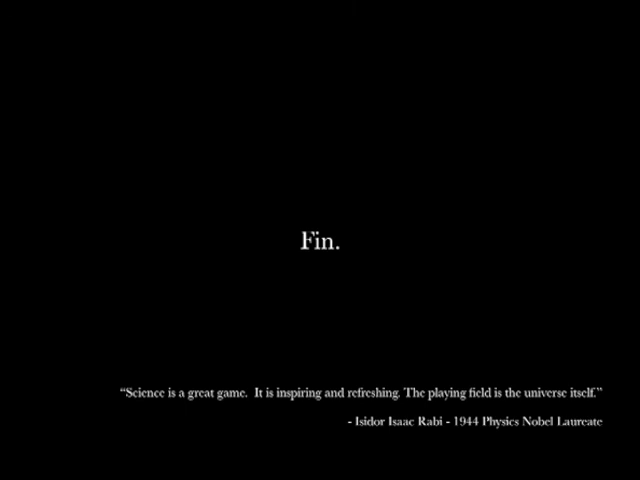 Fin.
“Science is a great game.  It is inspiring and refreshing. The playing field is the universe itself.”
- Isidor Isaac Rabi - 1944 Physics Nobel Laureate